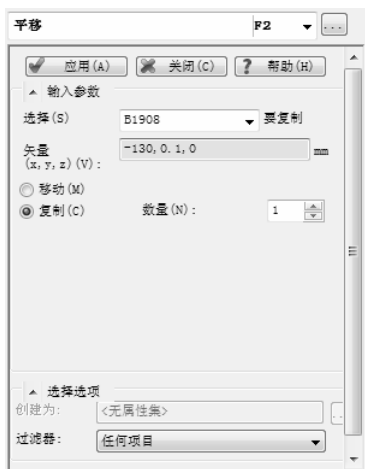 平移 F2 ...
应用(A) 关闭(C) ? 帮助(H)
输入参数
选择(S) B1908 要复制
矢量
(x,y,z)(V): -130,0.1,0 mm
移动(M)
复制(C) 数量(N): 1
选择选项
创建为: <无属性集> ..
过滤器: 任何项目